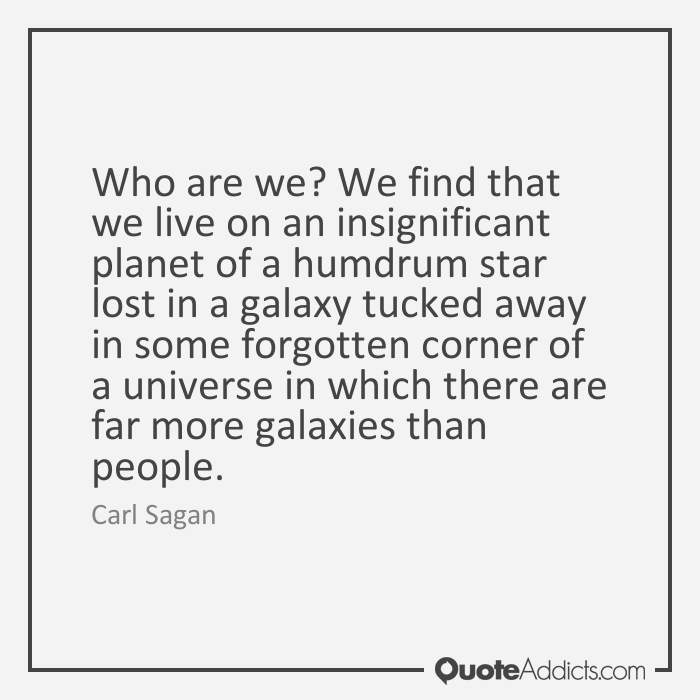 Who are we? We find that
we live on an insignificant
planet of a humdrum star
lost in a galaxy tucked away
in some forgotten corner of
a universe in which there are
far more galaxies than
people.
Carl Sagan
QuoteAddicts.com